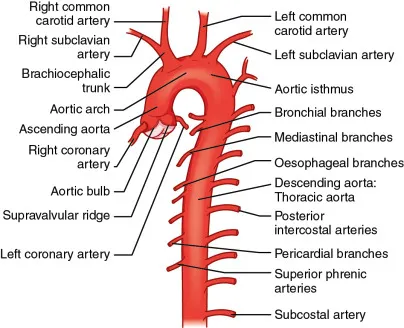 Right common
carotid artery
Right subclavian
artery
Brachiocephalic
trunk
Aortic arch
Ascending aorta
Right coronary
artery
Aortic bulb
Supravalvular ridge
Left coronary artery
Left common
carotid artery
Left subclavian artery
Aortic isthmus
Bronchial branches
Mediastinal branches
Oesophageal branches
Descending aorta:
Thoracic aorta
Posterior
intercostal arteries
Pericardial branches
Superior phrenic
arteries
Subcostal artery